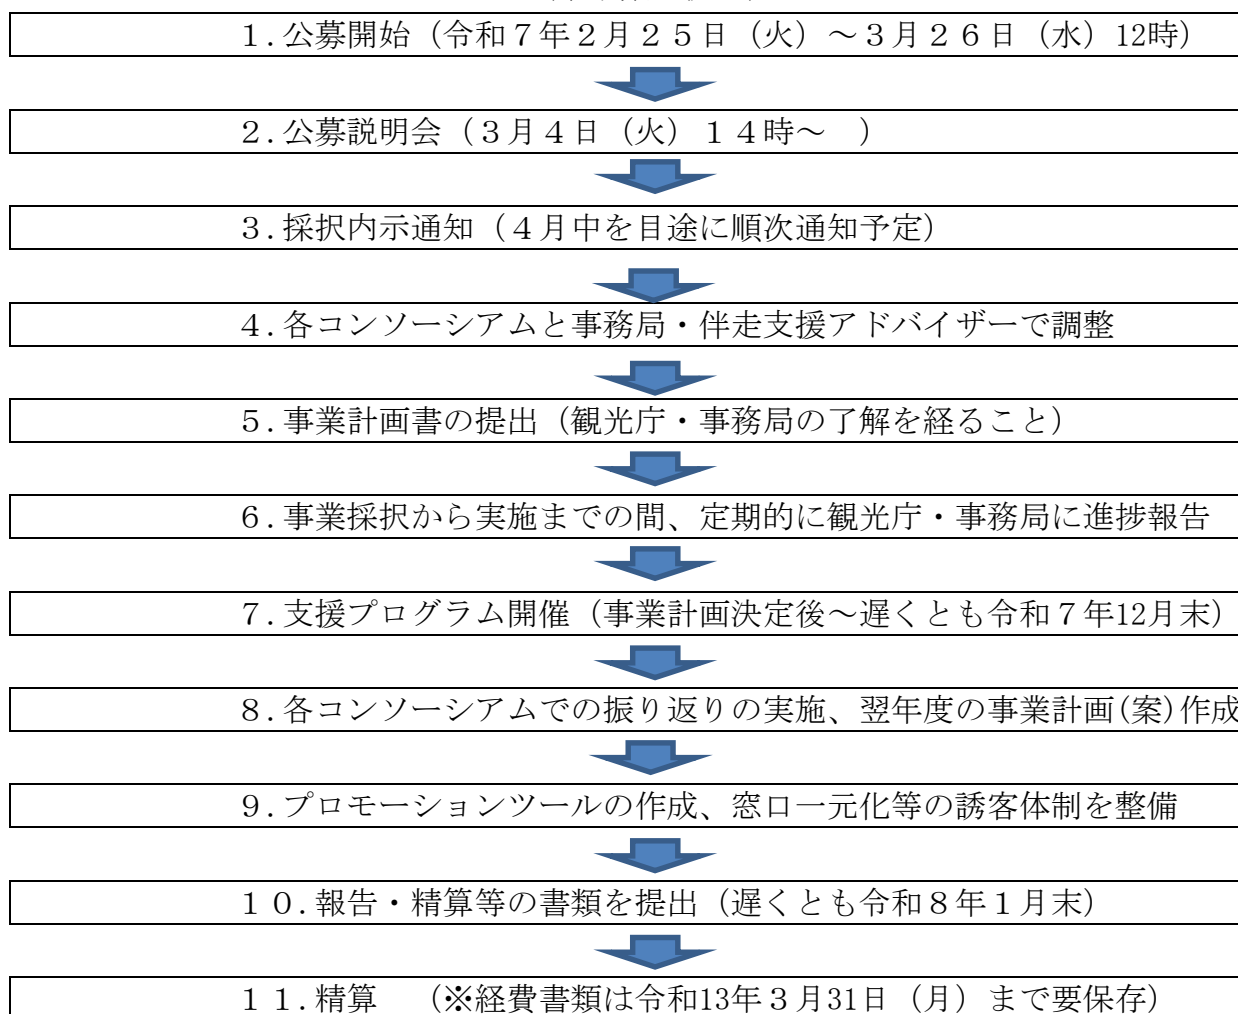 １.公募開始（令和７年２月２５日（火）～３月２６日（水）12時）
２.公募説明会（３月４日（火）１４時～　）
３.採択内示通知（４月中を目途に順次通知予定）
４.各コンソーシアムと事務局・伴走支援アドバイザーで調整
５.事業計画書の提出（観光庁・事務局の了解を経ること）
６.事業採択から実施までの間、定期的に観光庁・事務局に進捗報告
７.支援プログラム開催（事業計画決定後～遅くとも令和７年12月末）
８.各コンソーシアムでの振り返りの実施、翌年度の事業計画(案)作成
９.プロモーションツールの作成、窓口一元化等の誘客体制を整備
１０.報告・精算等の書類を提出（遅くとも令和８年１月末）
１１.精算　（※経費書類は令和13年３月31日（月）まで要保存）